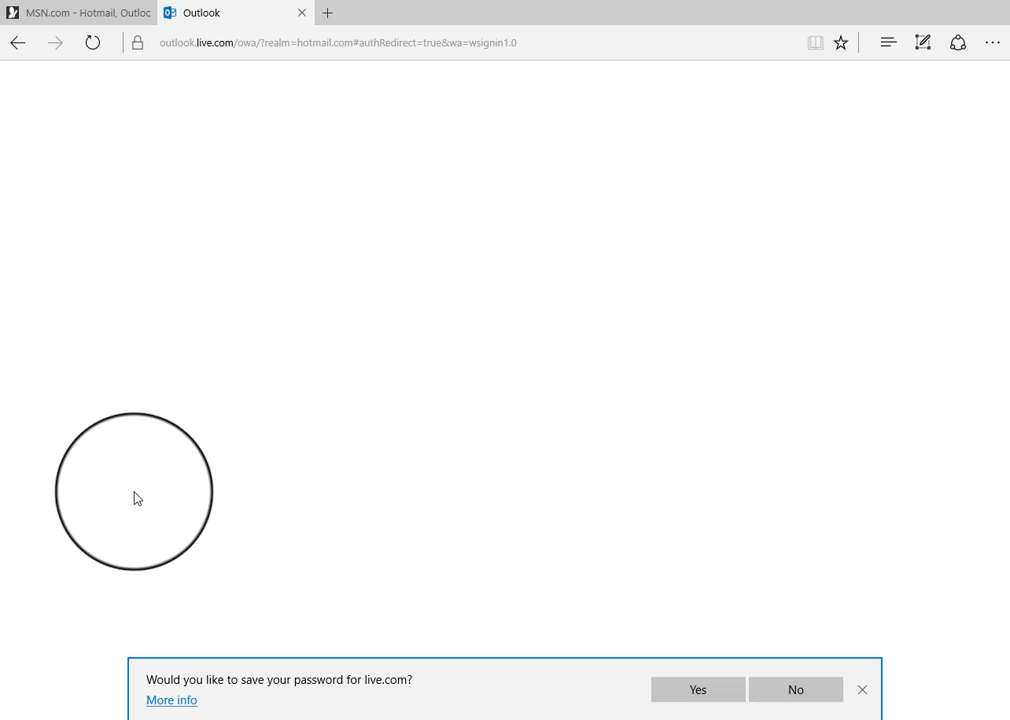 MSN.com - Hotmail, Outloc
Outlook
outlook.live.com/owa/?realm=hotmail.com#authRedirect=true&wa=wsignin1.0
Would you like to save your password for live.com?
More info
Yes
No